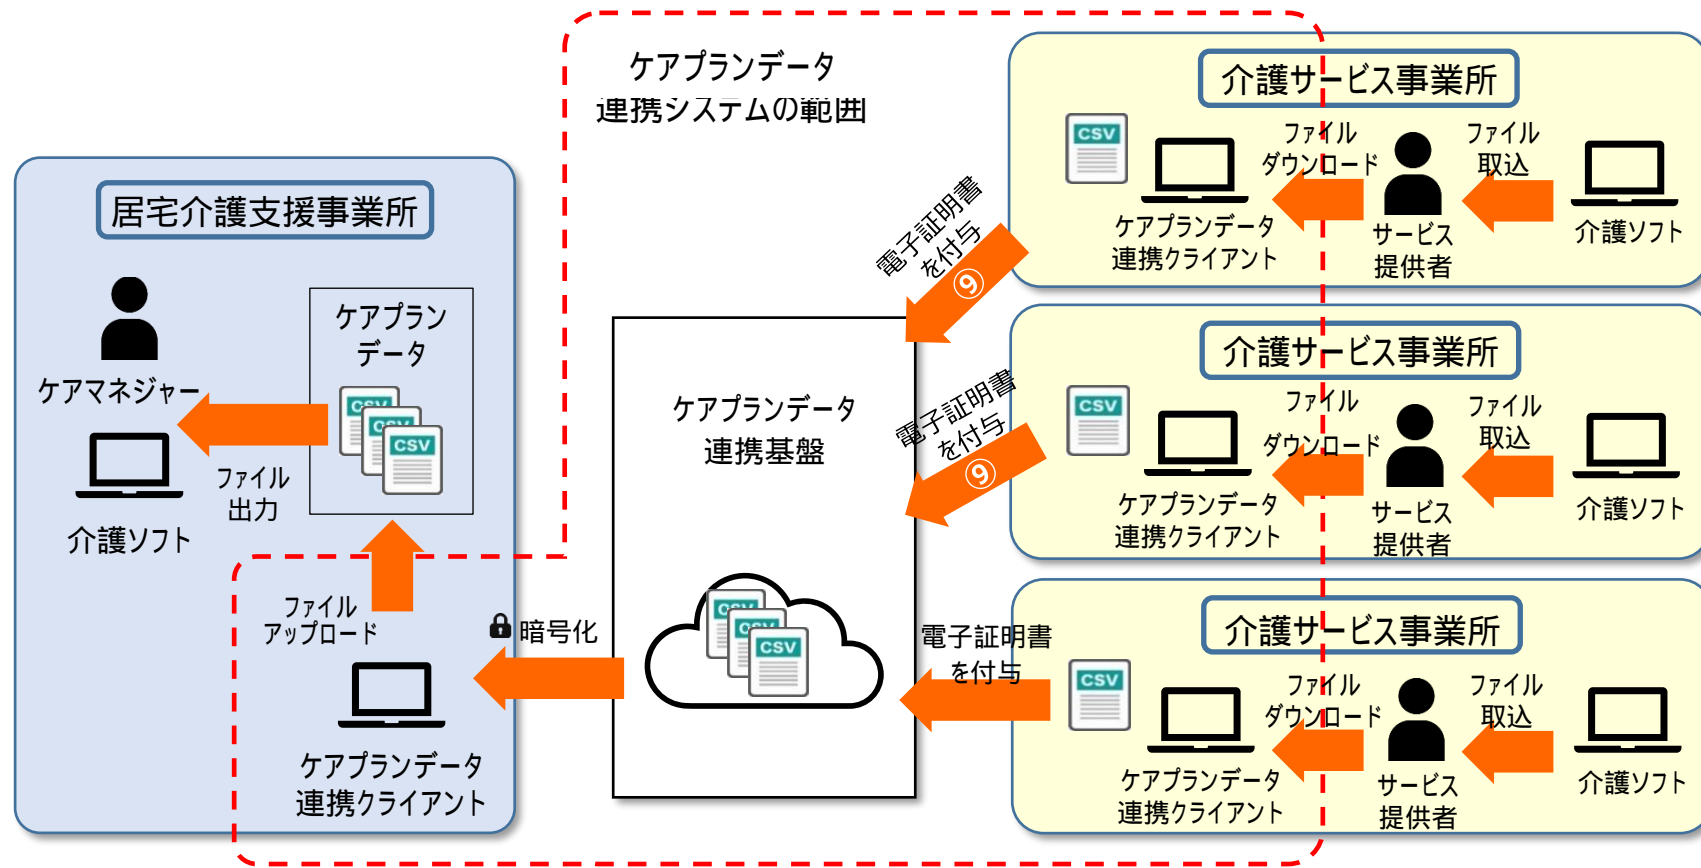 ケアプランデータ
連携システムの範囲
居宅介護支援事業所
ケアマネジャー
介護ソフト
ケアプラン
データ
CSV
CSV
CSV
ファイル
出力
ファイル
アップロード
ケアプランデータ
連携クライアント
暗号化
ケアプランデータ
連携基盤
CSV
CSV
CSV
電子証明書
を付与
⑨
電子証明書
を付与
⑨
電子証明書
を付与
介護サービス事業所
CSV
ケアプランデータ
連携クライアント
ファイル
ダウンロード
サービス
提供者
ファイル
取込
介護ソフト
介護サービス事業所
CSV
ケアプランデータ
連携クライアント
ファイル
ダウンロード
サービス
提供者
ファイル
取込
介護ソフト
介護サービス事業所
CSV
ケアプランデータ
連携クライアント
ファイル
ダウンロード
サービス
提供者
ファイル
取込
介護ソフト